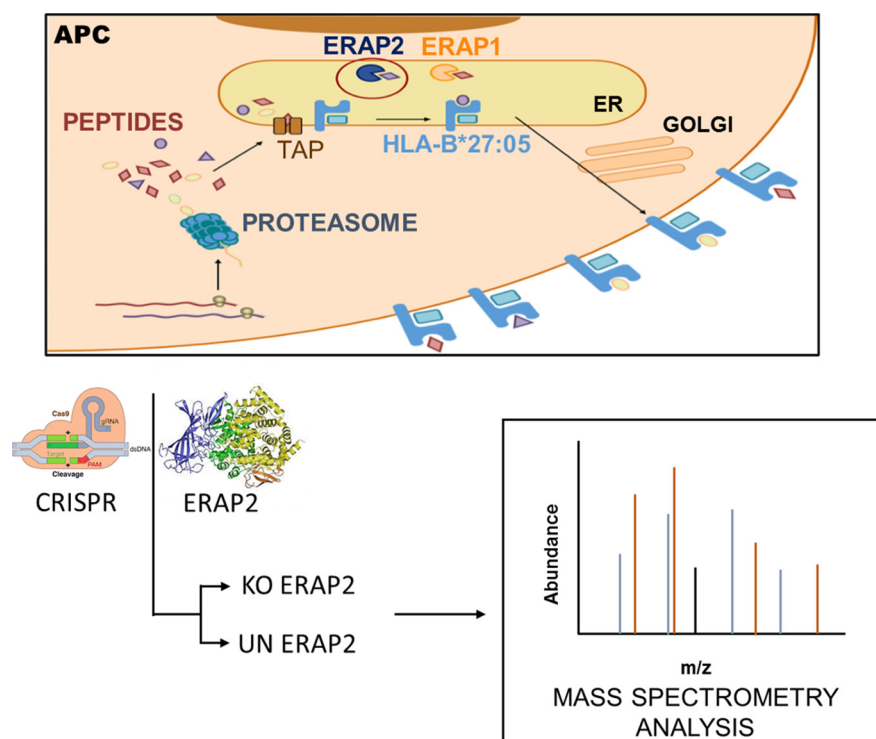 APC
ERAP2
ERAP1
ER
PEPTIDES
TAP
HLA-B*27:05
GOLGI
PROTEASOME
Cas9
gRNA
dsDNA
Target
PAM
Cleavage
CRISPR
ERAP2
KO ERAP2
UN ERAP2
Abundance
m/z
MASS SPECTROMETRY
ANALYSIS